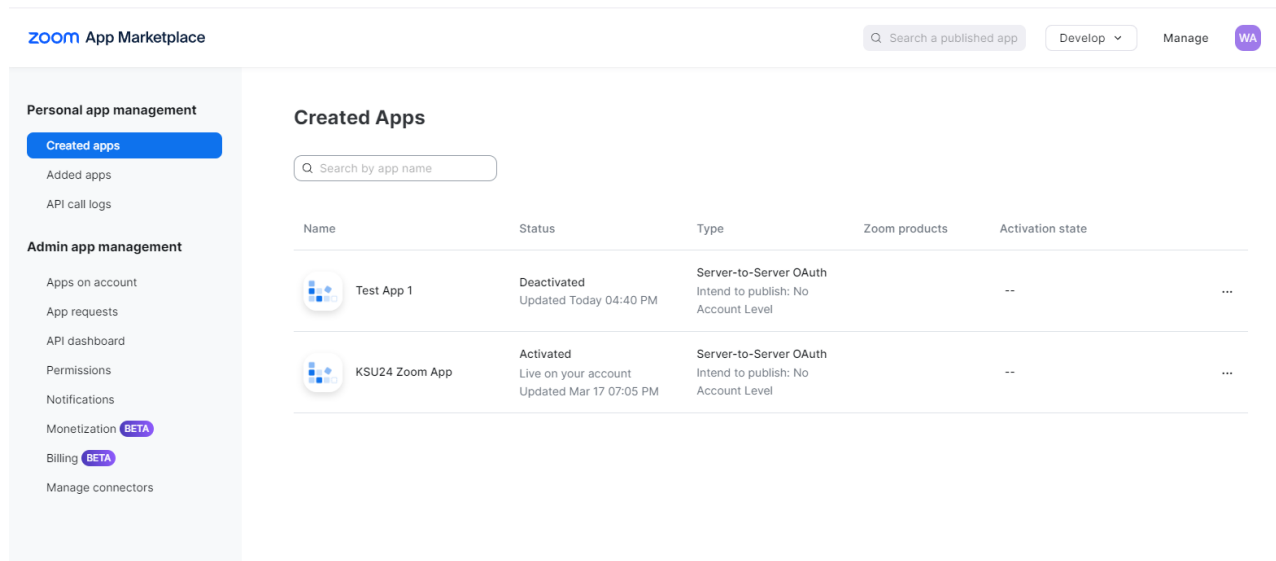 zoom App Marketplace
Search a published app
Develop
Manage
WA
Personal app management
Created apps
Added apps
API call logs
Admin app management
Apps on account
App requests
API dashboard
Permissions
Notifications
Monetization BETA
Billing BETA
Manage connectors
Created Apps
Search by app name
Name Status Type Zoom products Activation state
Test App 1
Deactivated
Updated Today 04:40 PM
Server-to-Server OAuth
Intend to publish: No
Account Level
--
...
KSU24 Zoom App
Activated
Live on your account
Updated Mar 17 07:05 PM
Server-to-Server OAuth
Intend to publish: No
Account Level
--
...